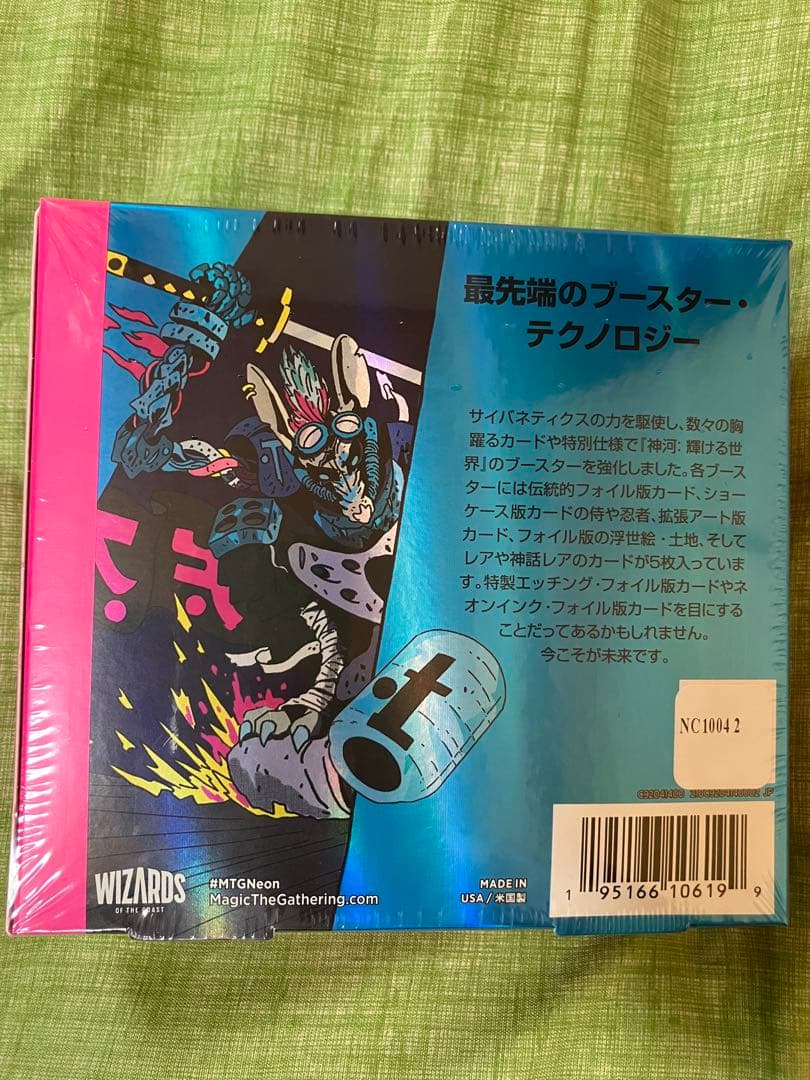 最先端のブースター・
テクノロジー
サイバネティクスの力を駆使し、数々の胸
躍るカードや特別仕様で『神河: 輝ける世
界』のブースターを強化しました。各ブース
ターには伝統的フォイル版カード、ショー
ケース版カードの侍や忍者、拡張アート版
カード、フォイル版の浮世絵・土地、そして
レアや神話レアのカードが5枚入っていま
す。特製エッチング・フォイル版カードやネ
オンインク・フォイル版カードを目にする
ことだってあるかもしれません。
今こそが未来です。
NC1004 2
WIZARDS
OF THE COAST
#MTGNeon
MagicTheGathering.com
MADE IN
USA / 米国製
1 95166 10619 9